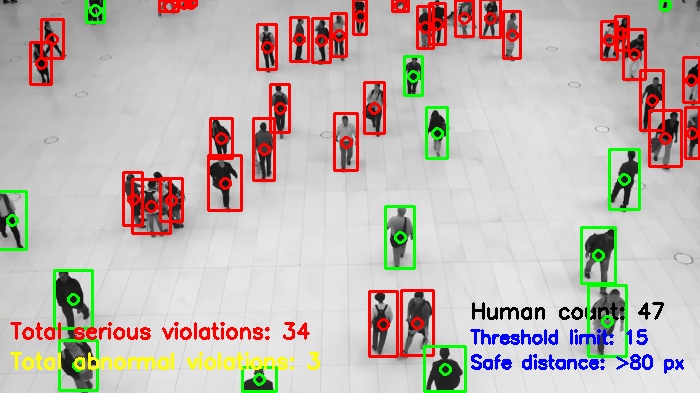 Human count: 47
Total serious violations: 34
Threshold limit: 15
Total abnormal violations: 3
Safe distance: >80 px